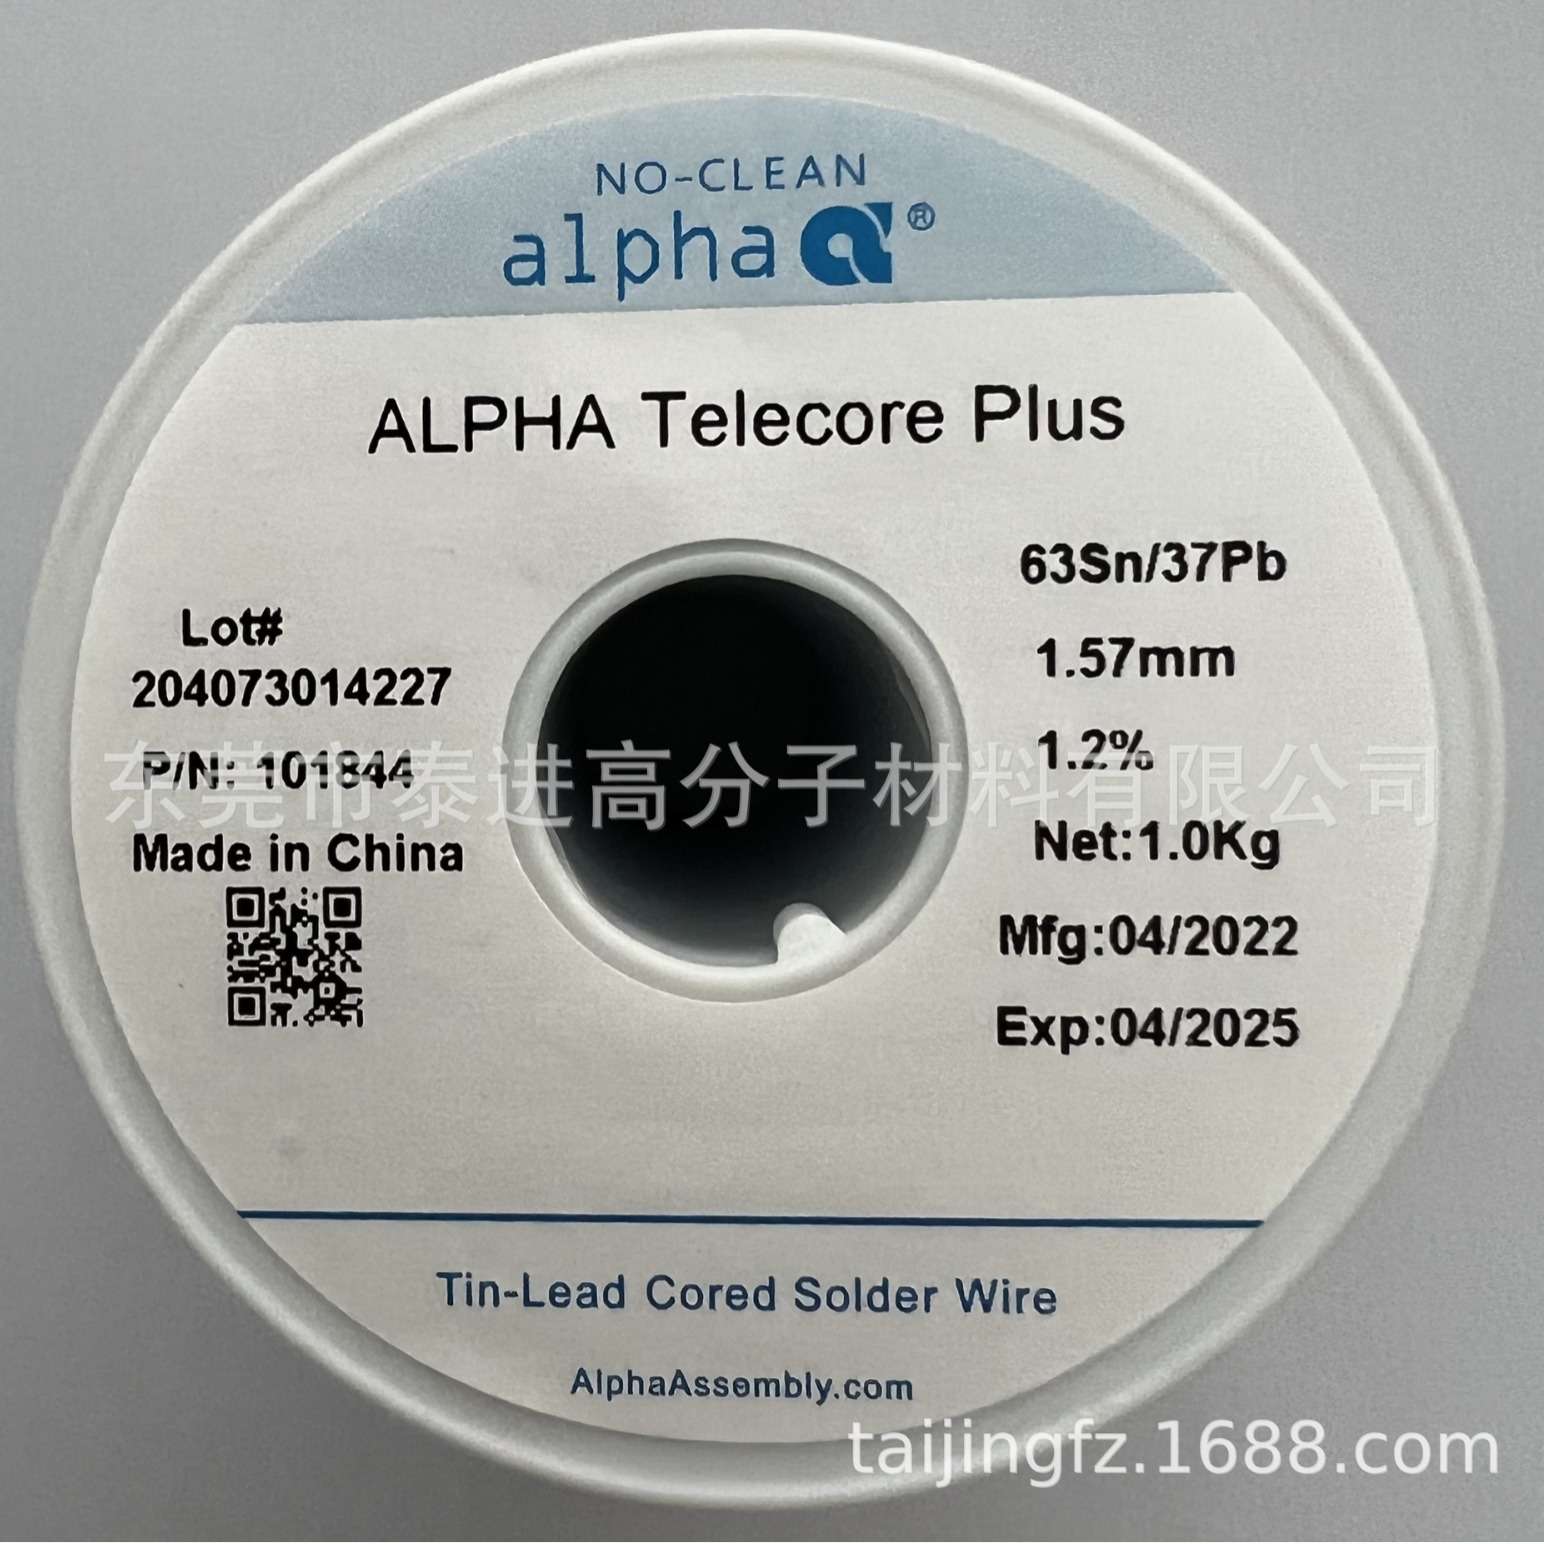 NO-CLEAN
alpha®
ALPHA Telecore Plus
63Sn/37Pb
Lot#
204073014227
1.57mm
P/N: 101844
1.2%
东莞市泰进高分子材料有限公司
Made in China
Net:1.0Kg
Mfg:04/2022
Exp:04/2025
Tin-Lead Cored Solder Wire
AlphaAssembly.com
taijingfz.1688.com